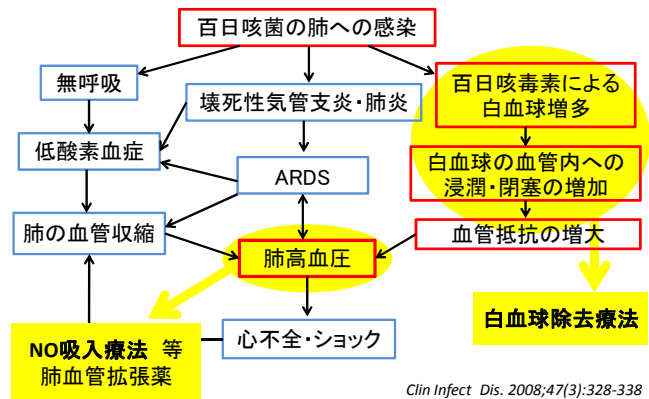 百日咳菌の肺への感染
無呼吸
壊死性気管支炎・肺炎
百日咳毒素による
白血球増多
低酸素血症
ARDS
白血球の血管内への
浸潤・閉塞の増加
肺の血管収縮
肺高血圧
血管抵抗の増大
NO吸入療法 等
肺血管拡張薬
心不全・ショック
白血球除去療法
Clin Infect Dis. 2008;47(3):328-338